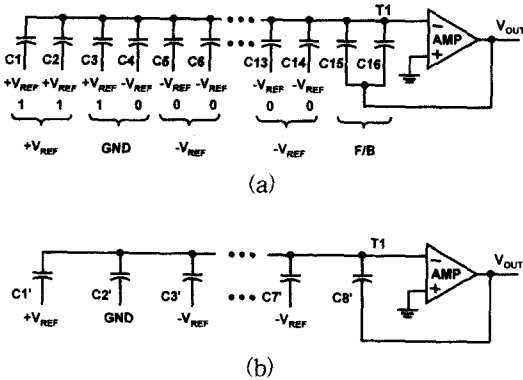 T1
V_OUT
AMP
C1 C2 C3 C4 C5 C6 C13 C14 C15 C16
+V_REF +V_REF +V_REF -V_REF -V_REF -V_REF -V_REF -V_REF
1 1 1 0 0 0 0 0
+V_REF GND -V_REF -V_REF F/B
(a)
T1
V_OUT
AMP
C1' C2' C3' C7' C8'
+V_REF GND -V_REF -V_REF
(b)